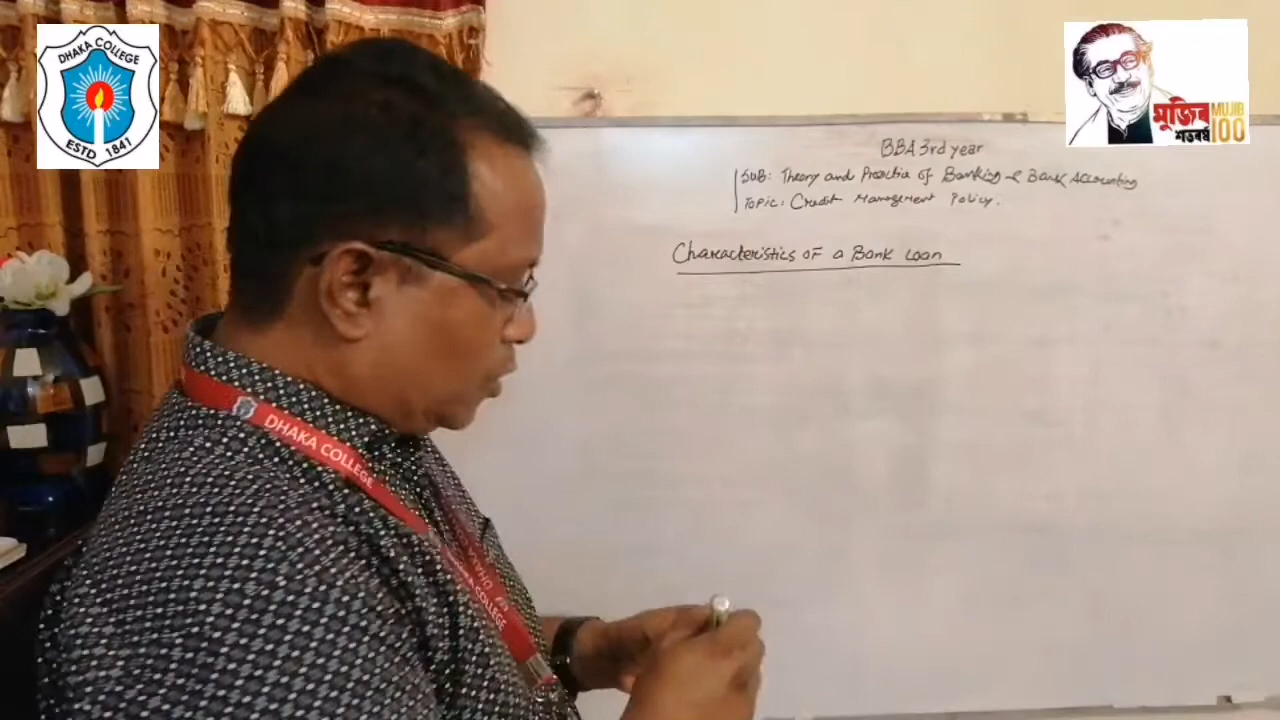 DHAKA COLLEGE
ESTD 1841
মুজিব
শতবর্ষ
MUJIB
100
BBA 3rd year
SUB: Theory and Practice of Banking & Bank Accounting
Topic: Credit Management Policy.
Characteristics of a Bank Loan
DHAKA COLLEGE
COLLEGE